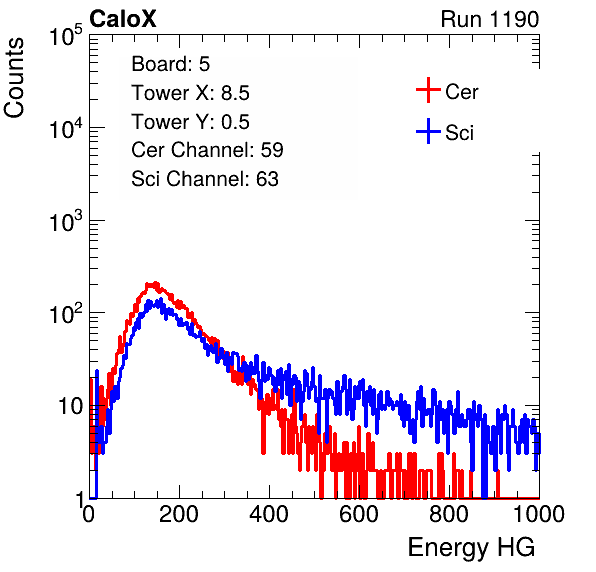 CaloX Run 1190
Counts
10^5
10^4
10^3
10^2
10
1
Board: 5
Tower X: 8.5
Tower Y: 0.5
Cer Channel: 59
Sci Channel: 63
Cer
Sci
0 200 400 600 800 1000
Energy HG